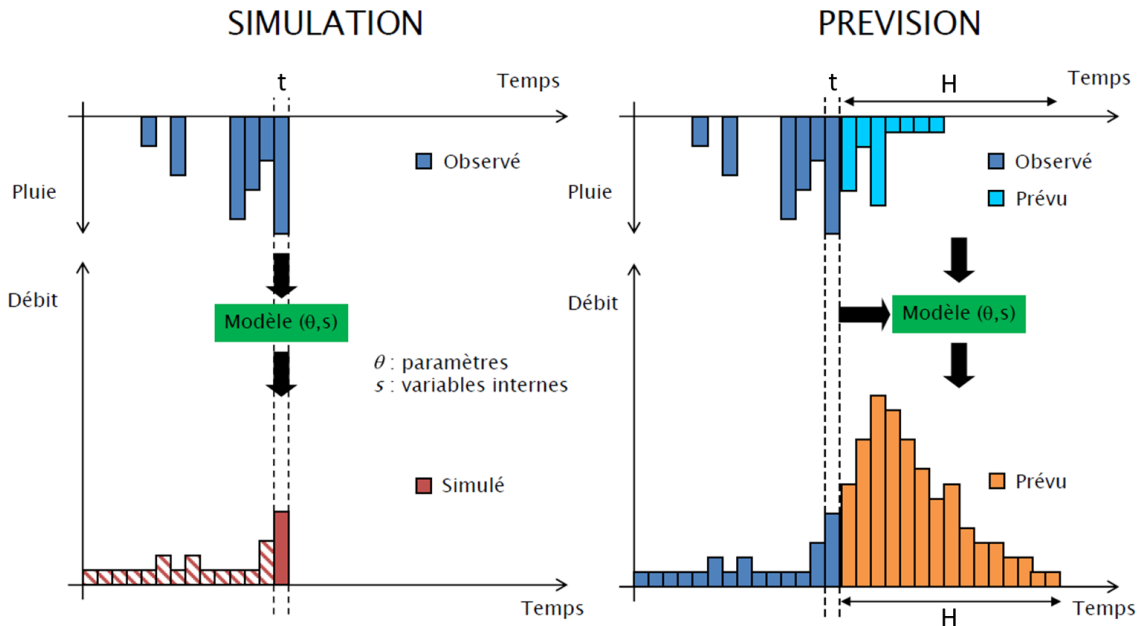 SIMULATION
t
Temps
Observé
Pluie
Débit
Modèle (θ,s)
θ : paramètres
s : variables internes
Simulé
Temps
PREVISION
t
H
Temps
Observé
Pluie
Prévu
Débit
Modèle (θ,s)
Prévu
Temps
H